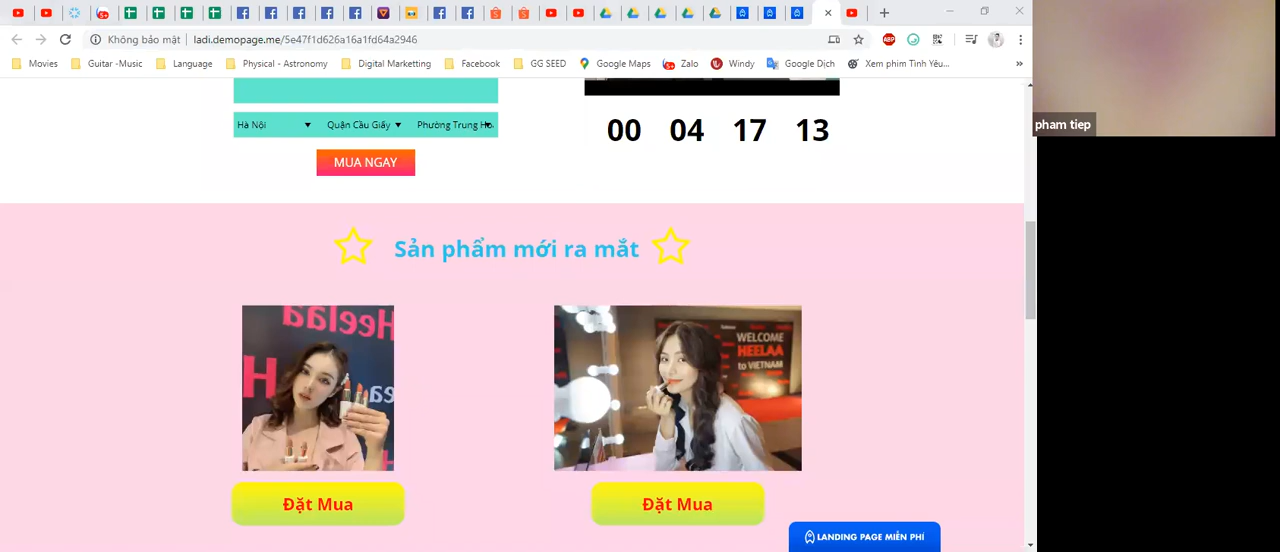 Không bảo mật | ladi.demopage.me/5e47f1d626a16a1fd64a2946
Movies Guitar -Music Language Physical - Astronomy Digital Marketting Facebook GG SEED Google Maps Zalo Windy Google Dịch Xem phim Tình Yêu... »
pham tiep
Hà Nội Quận Cầu Giấy
00 04 17 13
MUA NGAY
Sản phẩm mới ra mắt
Heelaa
H
WELCOME
HEELAA
to VIETNAM
Đặt Mua Đặt Mua
LANDING PAGE MIỄN PHÍ